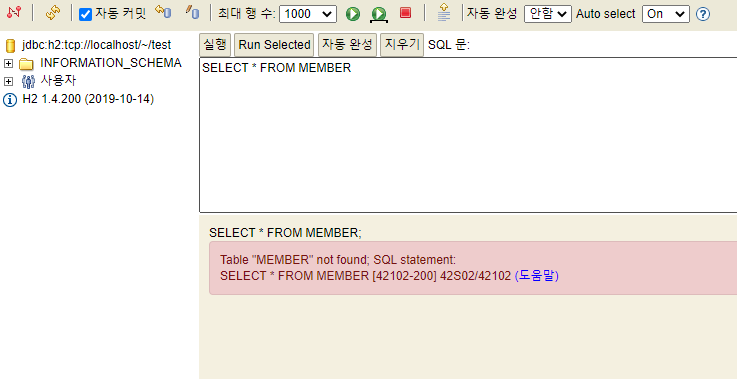 자동 커밋 최대 행 수: 1000 자동 완성 안함 Auto select On
jdbc:h2:tcp://localhost/~/test
INFORMATION_SCHEMA
사용자
H2 1.4.200 (2019-10-14)
실행 Run Selected 자동 완성 지우기 SQL 문:
SELECT * FROM MEMBER
SELECT * FROM MEMBER;
Table "MEMBER" not found; SQL statement:
SELECT * FROM MEMBER [42102-200] 42S02/42102 (도움말)